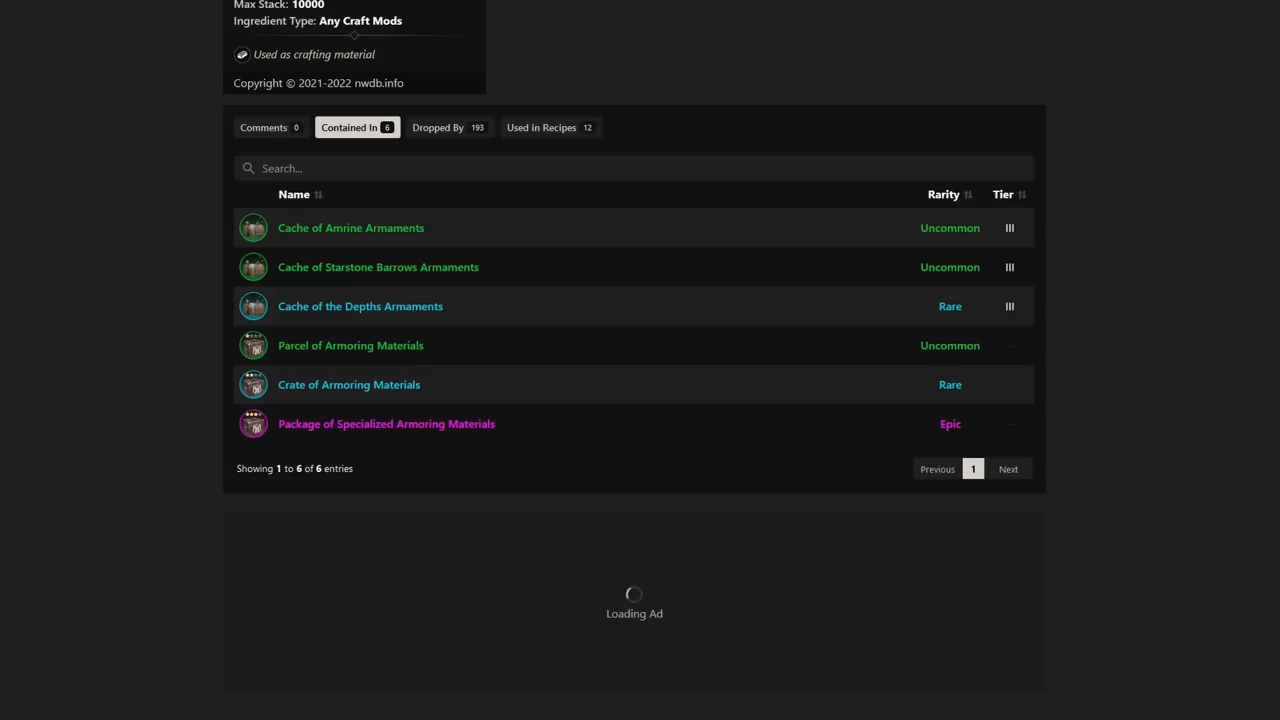 Max Stack: 10000
Ingredient Type: Any Craft Mods
Used as crafting material
Copyright © 2021-2022 nwdb.info
Comments 0 Contained In 6 Dropped By 193 Used in Recipes 12
Search...
Name Rarity Tier
Cache of Amrine Armaments Uncommon III
Cache of Starstone Barrows Armaments Uncommon III
Cache of the Depths Armaments Rare III
Parcel of Armoring Materials Uncommon
Crate of Armoring Materials Rare
Package of Specialized Armoring Materials Epic
Showing 1 to 6 of 6 entries Previous 1 Next
Loading Ad